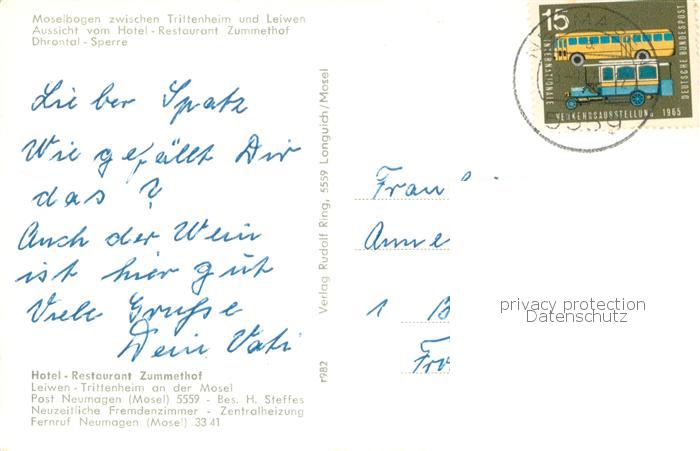 Moselbogen zwischen Trittenheim und Leiwen
Aussicht vom Hotel - Restaurant Zummethof
Dhrontal - Sperre
Lieber Spatz
Wie gefällt Dir
das ?
Auch der Wein
ist hier gut
Viele Grüße
Dein Vati
Hotel - Restaurant Zummethof
Leiwen - Trittenheim an der Mosel
Post Neumagen (Mosel) 5559 - Bes. H. Steffes
Neuzeitliche Fremdenzimmer - Zentralheizung
Fernruf Neumagen (Mosel) 33 41
Verlag Rudolf Ring, 5559 Longuich/Mosel
r982
15
INTERNATIONALE
VERKEHRSAUSSTELLUNG 1965
DEUTSCHE BUNDESPOST
5559
Frau
Anne
1 B
privacy protection
Datenschutz